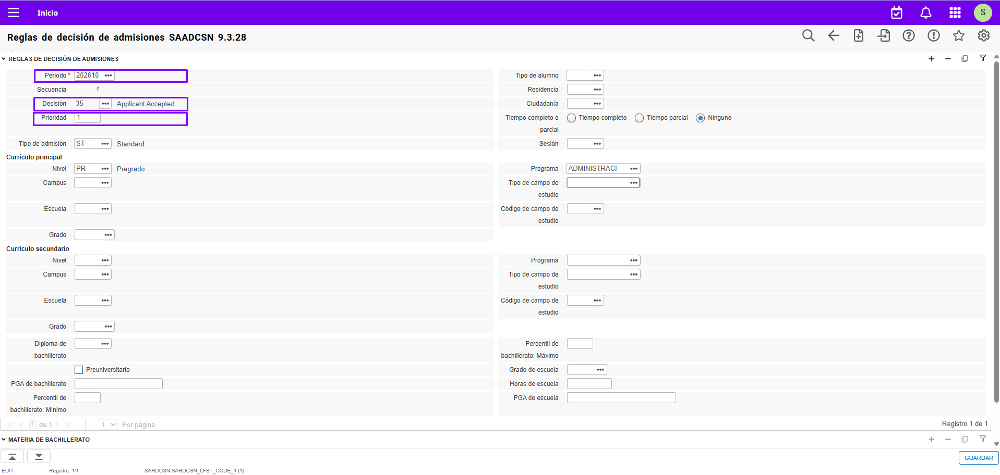 Inicio
S
Reglas de decisión de admisiones SAADCSN 9.3.28
REGLAS DE DECISIÓN DE ADMISIONES
Periodo * 202610 •••
Tipo de alumno •••
Secuencia 1
Residencia •••
Decisión 35 ••• Applicant Accepted
Ciudadanía •••
Prioridad 1
Tiempo completo o parcial Tiempo completo Tiempo parcial Ninguno
Tipo de admisión ST ••• Standard
Sesión •••
Currículo principal
Nivel PR ••• Pregrado
Programa ADMINISTRACI •••
Campus •••
Tipo de campo de estudio •••
Escuela •••
Código de campo de estudio •••
Grado •••
Currículo secundario
Nivel •••
Programa •••
Campus •••
Tipo de campo de estudio •••
Escuela •••
Código de campo de estudio •••
Grado •••
Diploma de bachillerato •••
Percentil de bachillerato: Máximo
Preuniversitario
Grado de escuela •••
PGA de bachillerato
Horas de escuela
Percentil de bachillerato: Mínimo
PGA de escuela
1 de 1 1 Por página
Registro 1 de 1
MATERIA DE BACHILLERATO
GUARDAR
EDIT Registro: 1/1 SARDCSN.SARDCSN_LFST_CODE_1 [1]